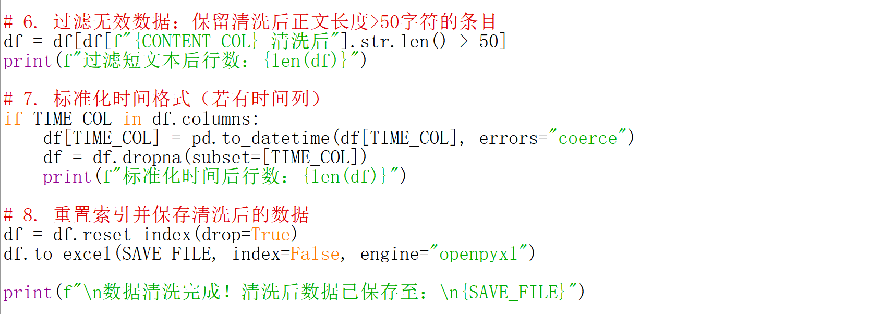 # 6. 过滤无效数据：保留清洗后正文长度>50字符的条目
df = df[df[f"{CONTENT_COL}_清洗后"].str.len() > 50]
print(f"过滤短文本后行数：{len(df)}")
# 7. 标准化时间格式（若有时间列）
if TIME_COL in df.columns:
df[TIME_COL] = pd.to_datetime(df[TIME_COL], errors="coerce")
df = df.dropna(subset=[TIME_COL])
print(f"标准化时间后行数：{len(df)}")
# 8. 重置索引并保存清洗后的数据
df = df.reset_index(drop=True)
df.to_excel(SAVE_FILE, index=False, engine="openpyxl")
print(f"\n数据清洗完成！清洗后数据已保存至：\n{SAVE_FILE}")